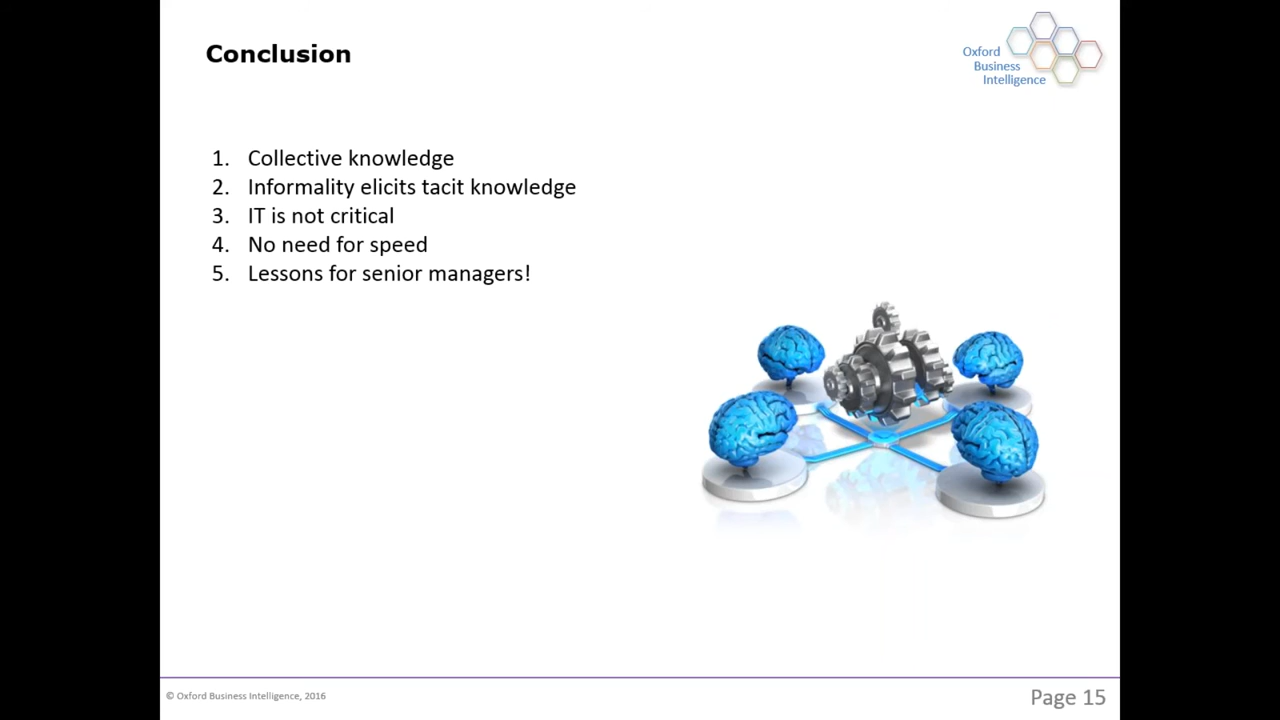 Conclusion
Oxford
Business
Intelligence
1. Collective knowledge
2. Informality elicits tacit knowledge
3. IT is not critical
4. No need for speed
5. Lessons for senior managers!
© Oxford Business Intelligence, 2016
Page 15